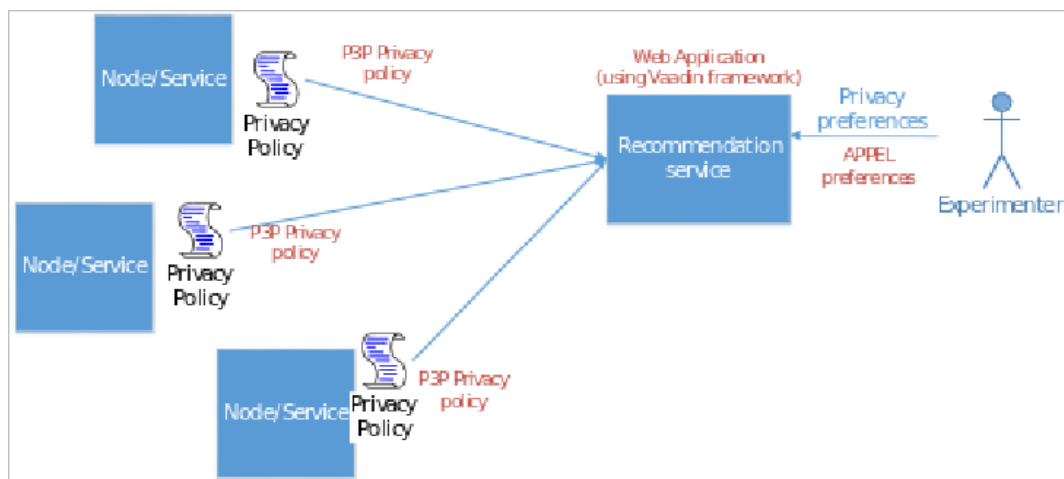 Node/Service
Privacy
Policy
P3P Privacy
policy
Web Application
(using Vaadin framework)
Recommendation
service
Privacy
preferences
APPEL
preferences
Experimenter
Node/Service
Privacy
Policy
P3P Privacy
policy
Node/Service
Privacy
Policy
P3P Privacy
policy